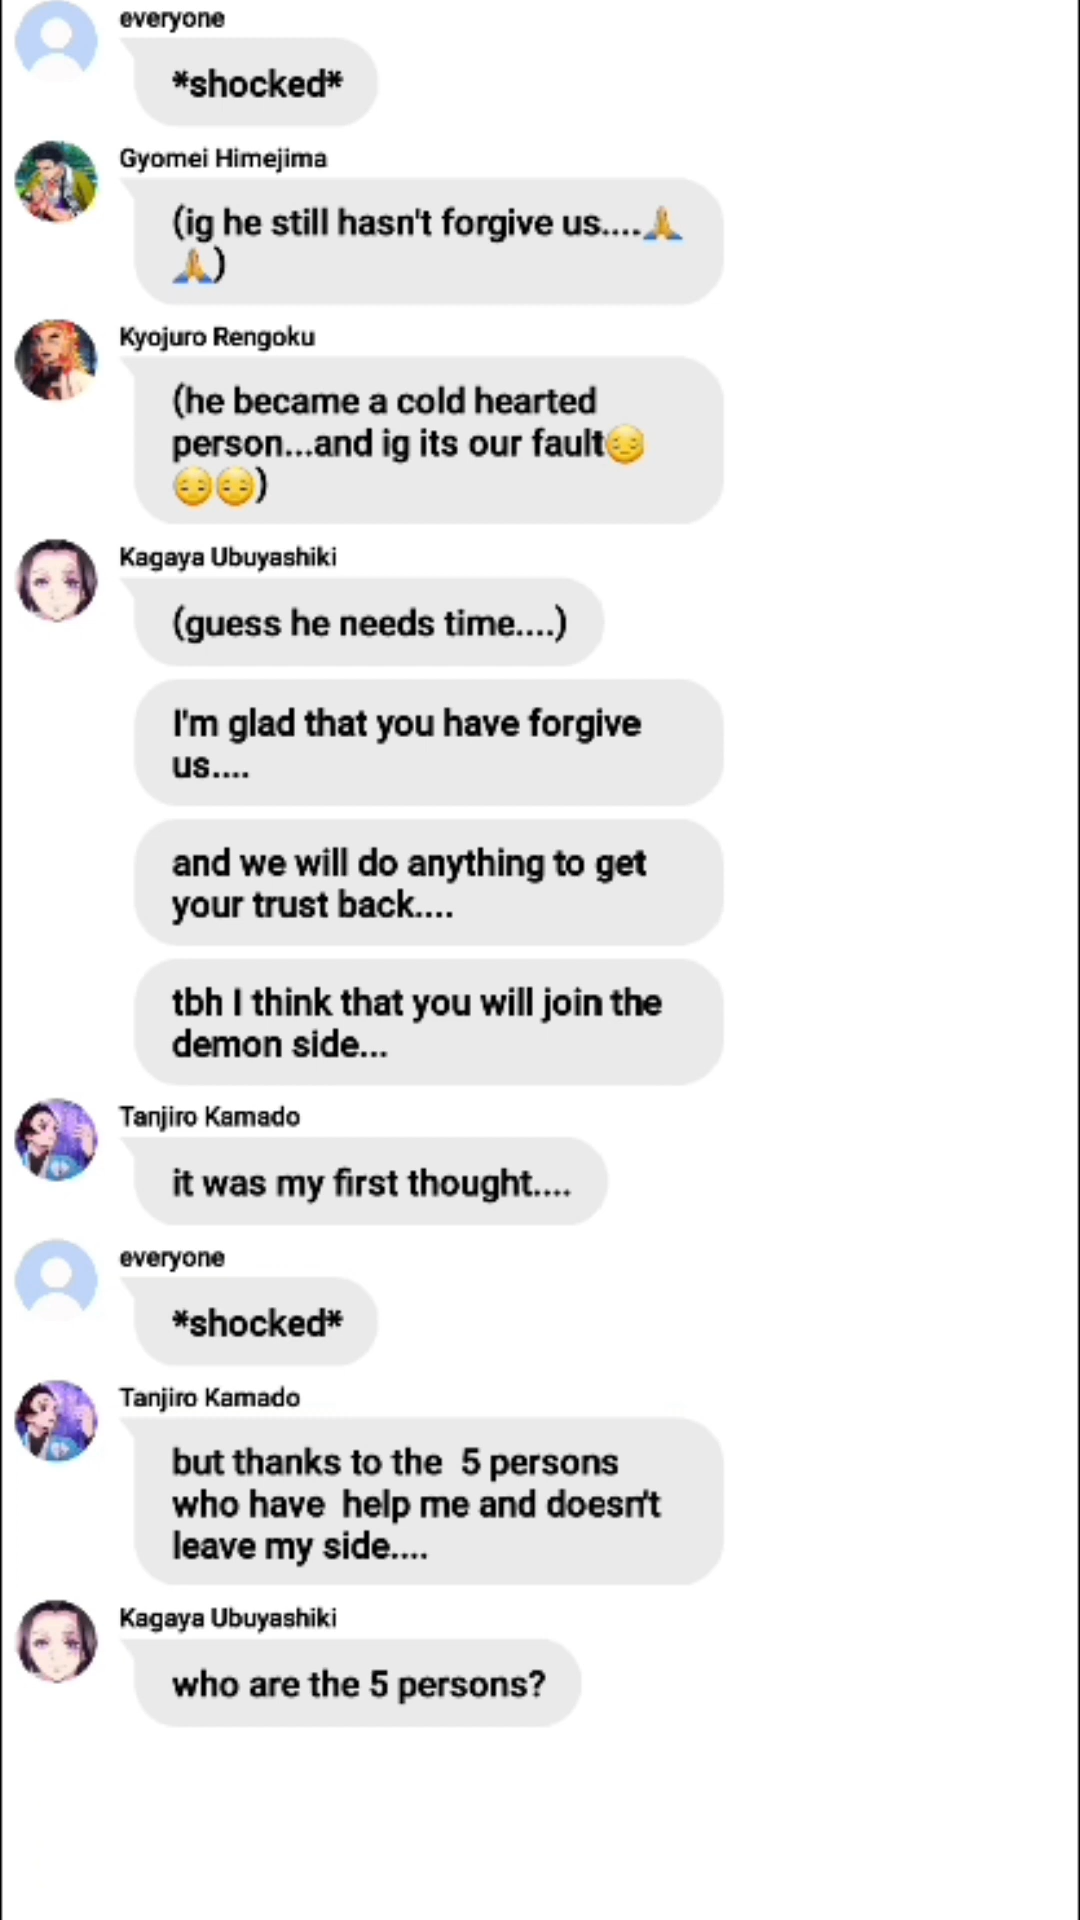 everyone
*shocked*
Gyomei Himejima
(ig he still hasn't forgive us....🙏
🙏)
Kyojuro Rengoku
(he became a cold hearted
person...and ig its our fault😔
😔😔)
Kagaya Ubuyashiki
(guess he needs time....)
I'm glad that you have forgive
us....
and we will do anything to get
your trust back....
tbh I think that you will join the
demon side...
Tanjiro Kamado
it was my first thought....
everyone
*shocked*
Tanjiro Kamado
but thanks to the  5 persons
who have  help me and doesn't
leave my side....
Kagaya Ubuyashiki
who are the 5 persons?